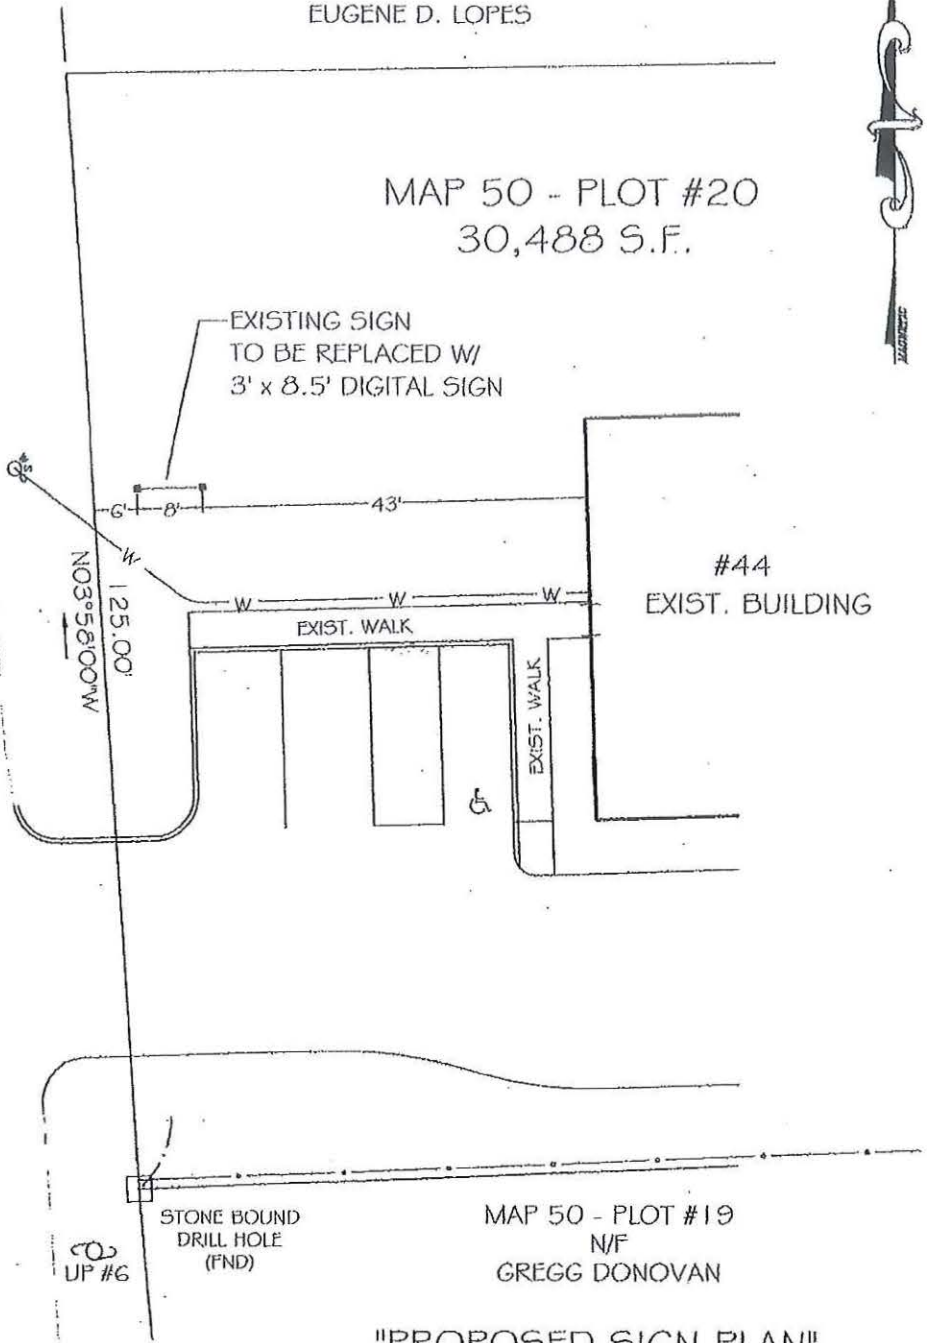 EUGENE D. LOPES
MAP 50 - PLOT #20
30,488 S.F.
MAGNETIC
EXISTING SIGN
TO BE REPLACED W/
3' x 8.5' DIGITAL SIGN
6'
8'
43'
W
125.00'
N03°58'00"W
#44
EXIST. BUILDING
W
W
W
EXIST. WALK
EXIST. WALK
STONE BOUND
DRILL HOLE
(FND)
UP #6
MAP 50 - PLOT #19
N/F
GREGG DONOVAN
"PROPOSED SIGN PLAN"